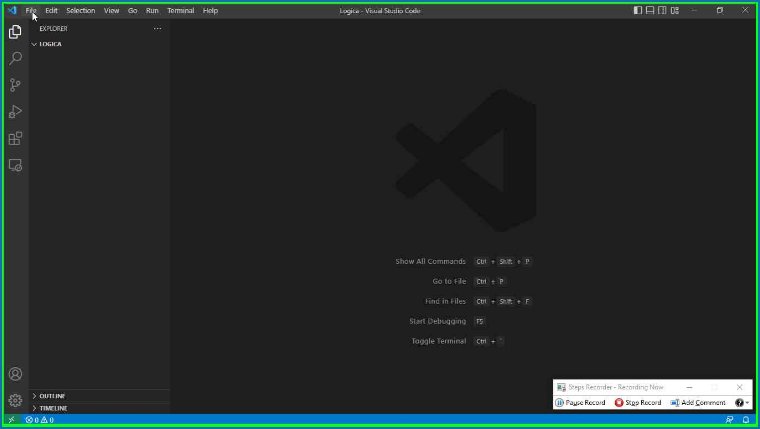 File Edit Selection View Go Run Terminal Help
Logica - Visual Studio Code
EXPLORER
LOGICA
Show All Commands Ctrl + Shift + P
Go to File Ctrl + P
Find in Files Ctrl + Shift + F
Start Debugging F5
Toggle Terminal Ctrl + `
OUTLINE
TIMELINE
0 0
Steps Recorder - Recording Now
Pause Record Stop Record Add Comment